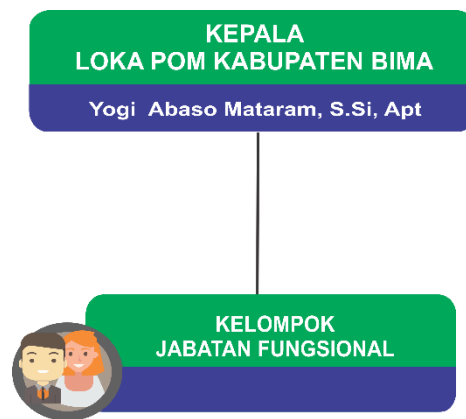 KEPALA
LOKA POM KABUPATEN BIMA
Yogi Abaso Mataram, S.Si, Apt
KELOMPOK
JABATAN FUNGSIONAL